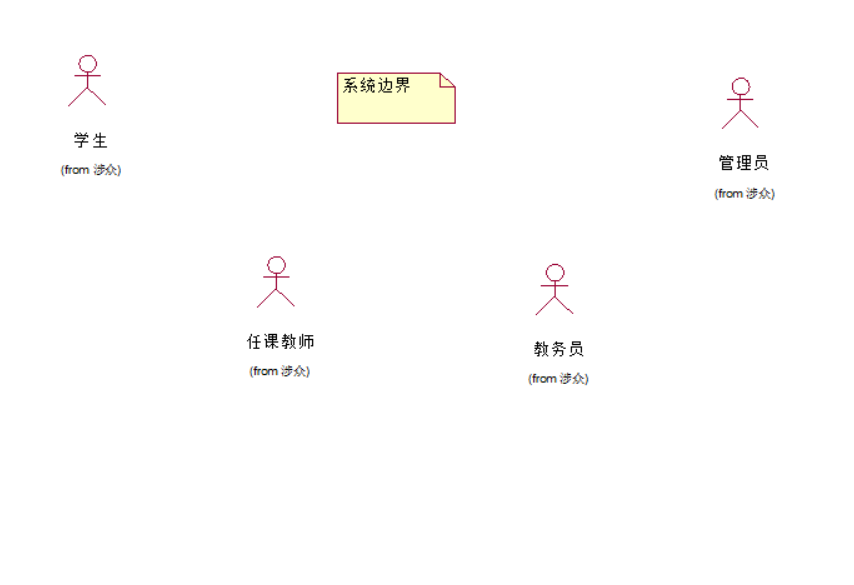 系统边界
学生
(from 涉众)
管理员
(from 涉众)
任课教师
(from 涉众)
教务员
(from 涉众)